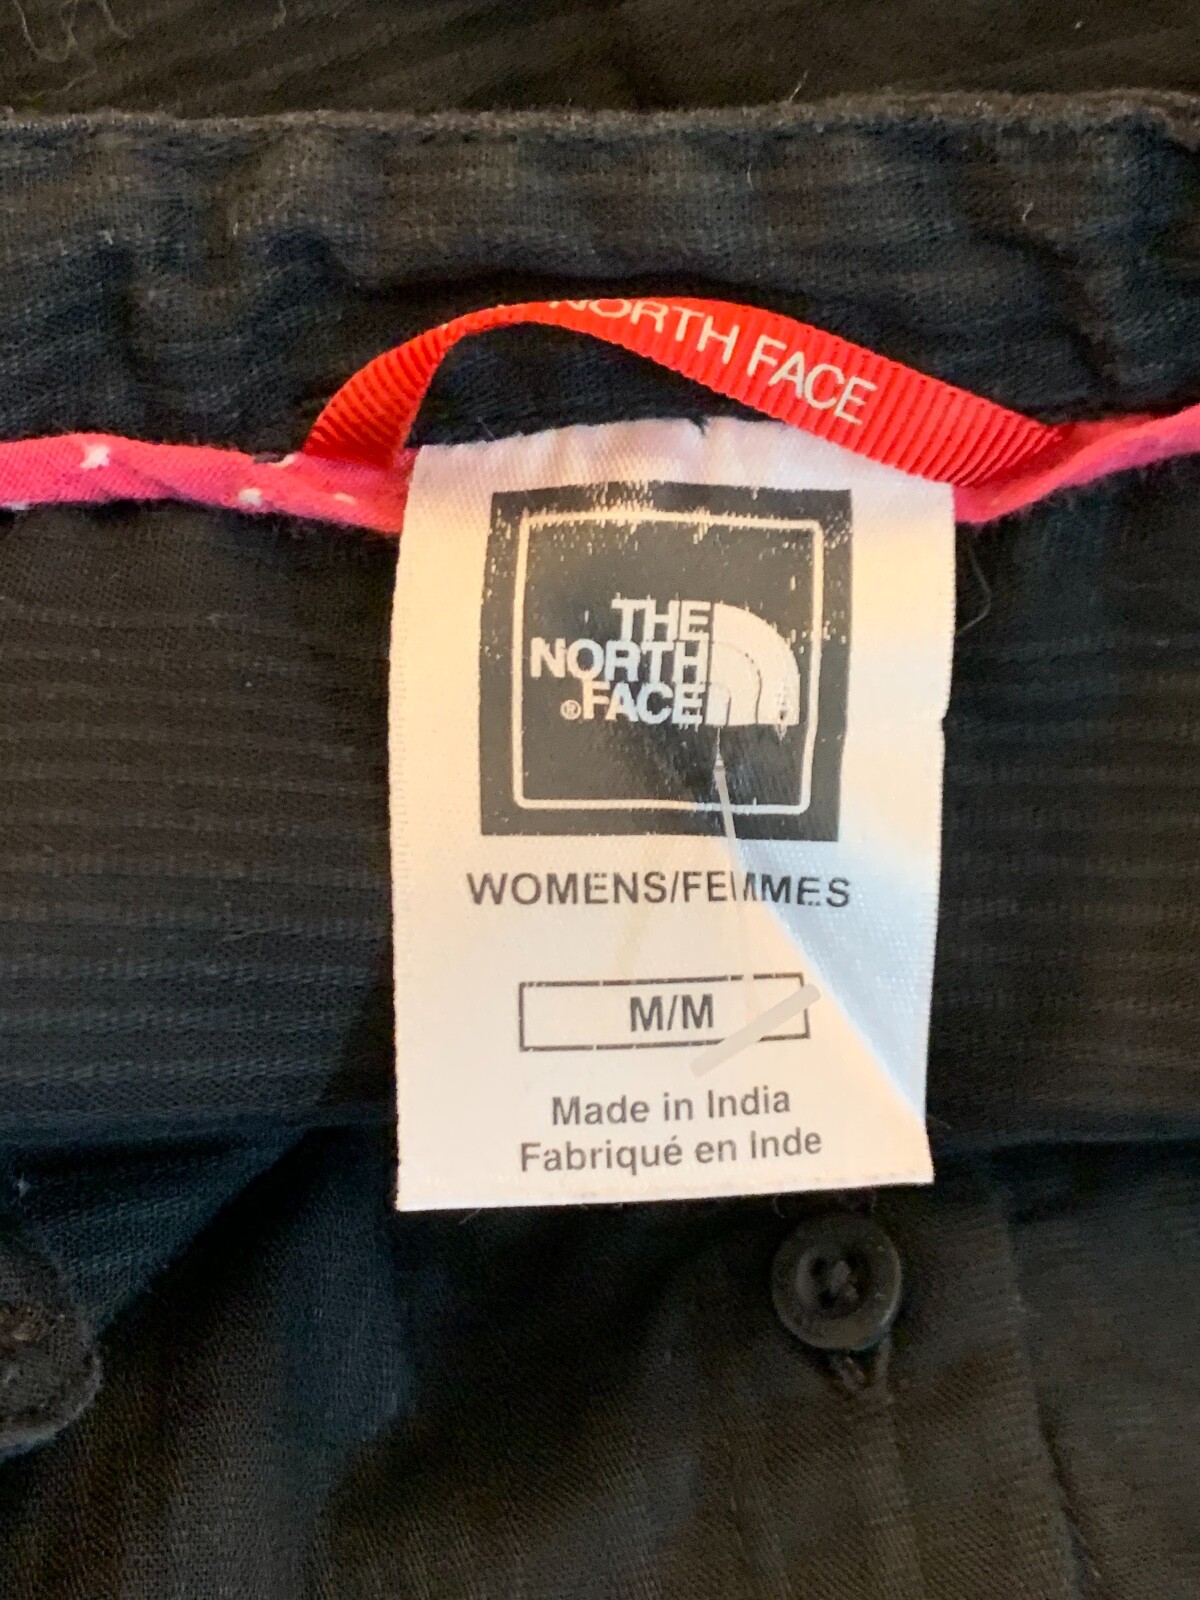 NORTH FACE
THE
NORTH
®FACE
WOMENS/FEMMES
M/M
Made in India
Fabriqué en Inde